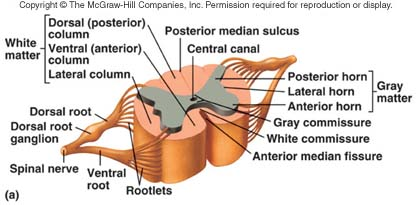 Copyright © The McGraw-Hill Companies, Inc. Permission required for reproduction or display.
White
matter
Dorsal (posterior)
column
Ventral (anterior)
column
Lateral column
Posterior median sulcus
Central canal
Posterior horn
Lateral horn
Anterior horn
Gray
matter
Gray commissure
White commissure
Anterior median fissure
Dorsal root
Dorsal root
ganglion
Spinal nerve
Ventral
root
Rootlets
(a)